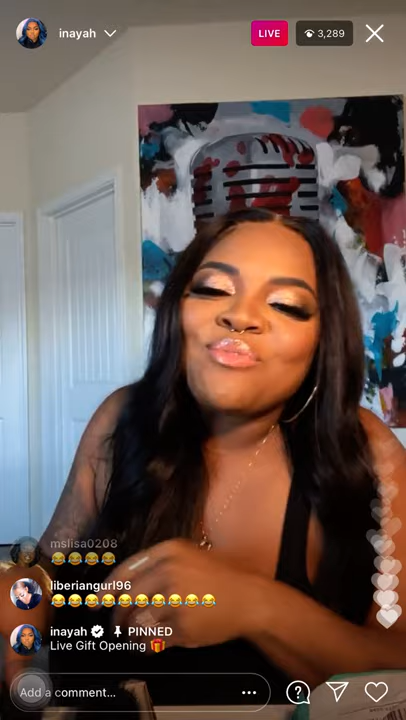 inayah
LIVE
3,289
mslisa0208
😂😂😂😂
liberiangurl96
😂😂😂😂😂😂😂😂😂😂
inayah PINNED
Live Gift Opening 🎁
Add a comment...